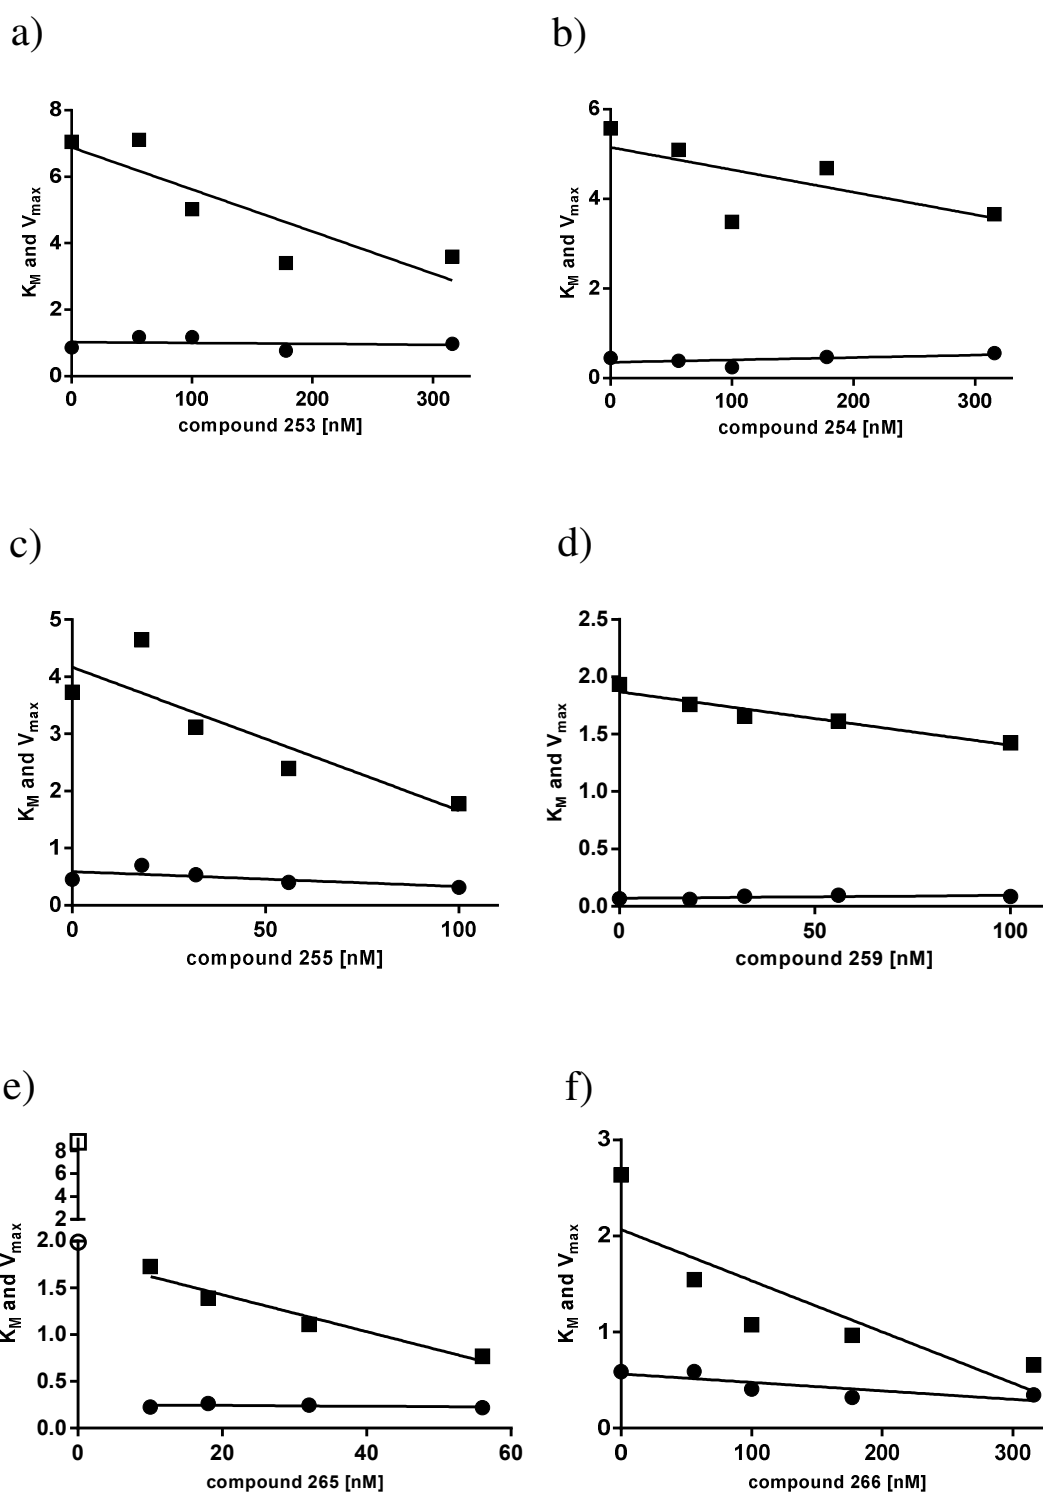 a)
8
6
4
2
0
K_M and V_max
0 100 200 300
compound 253 [nM]
b)
6
4
2
0
K_M and V_max
0 100 200 300
compound 254 [nM]
c)
5
4
3
2
1
0
K_M and V_max
0 50 100
compound 255 [nM]
d)
2.5
2.0
1.5
1.0
0.5
0.0
K_M and V_max
0 50 100
compound 259 [nM]
e)
8
6
4
2
2.0
1.5
1.0
0.5
0.0
K_M and V_max
0 20 40 60
compound 265 [nM]
f)
3
2
1
0
K_M and V_max
0 100 200 300
compound 266 [nM]